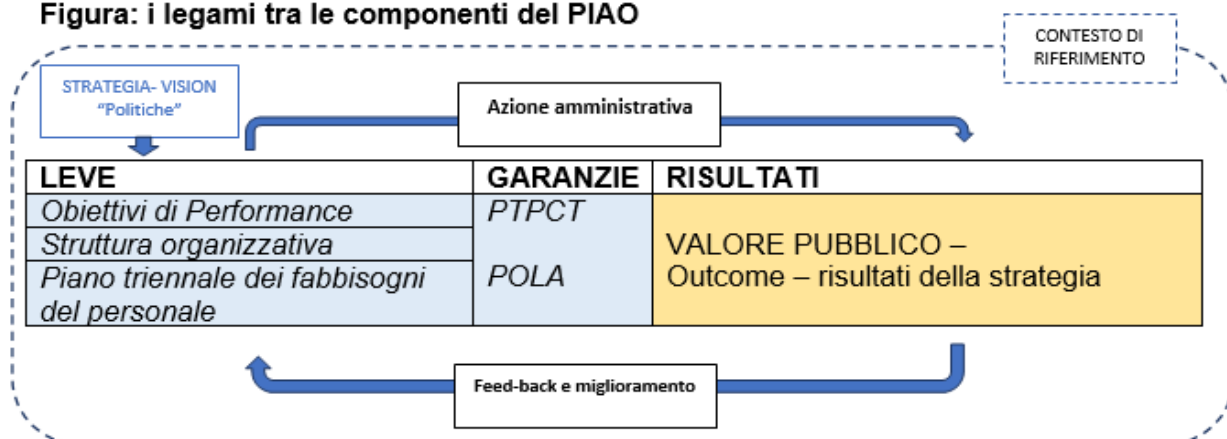 Figura: i legami tra le componenti del PIAO
CONTESTO DI
RIFERIMENTO
STRATEGIA- VISION
“Politiche”
Azione amministrativa
LEVE GARANZIE RISULTATI
Obiettivi di Performance PTPCT
Struttura organizzativa
VALORE PUBBLICO –
Piano triennale dei fabbisogni POLA Outcome – risultati della strategia
del personale
Feed-back e miglioramento